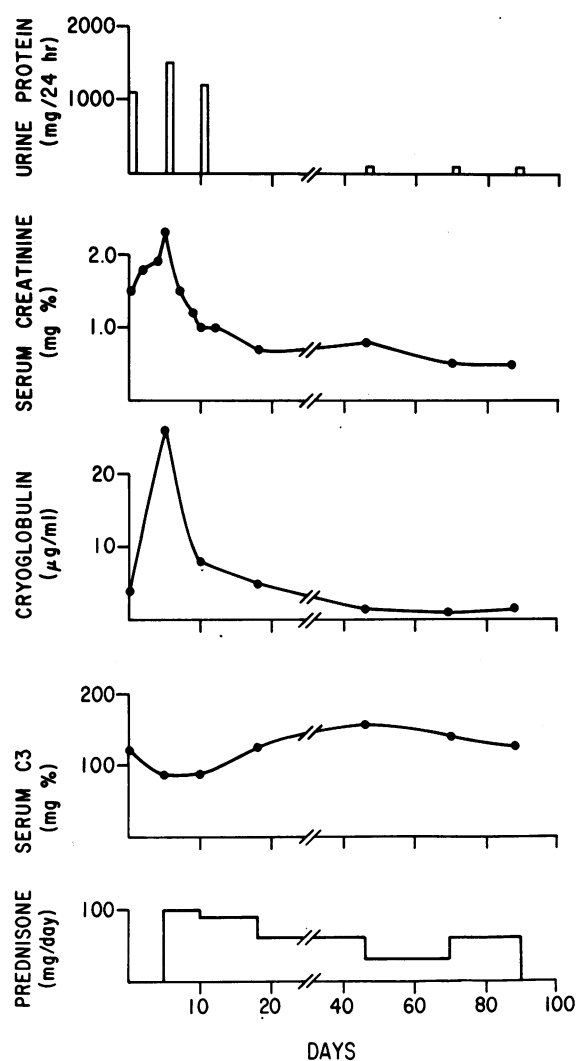 2000
1000
URINE PROTEIN
(mg/24 hr)
2.0
1.0
SERUM CREATININE
(mg %)
20
10
CRYOGLOBULIN
(µg/ml)
200
100
SERUM C3
(mg %)
100
PREDNISONE
(mg/day)
10 20 40 60 80 100
DAYS